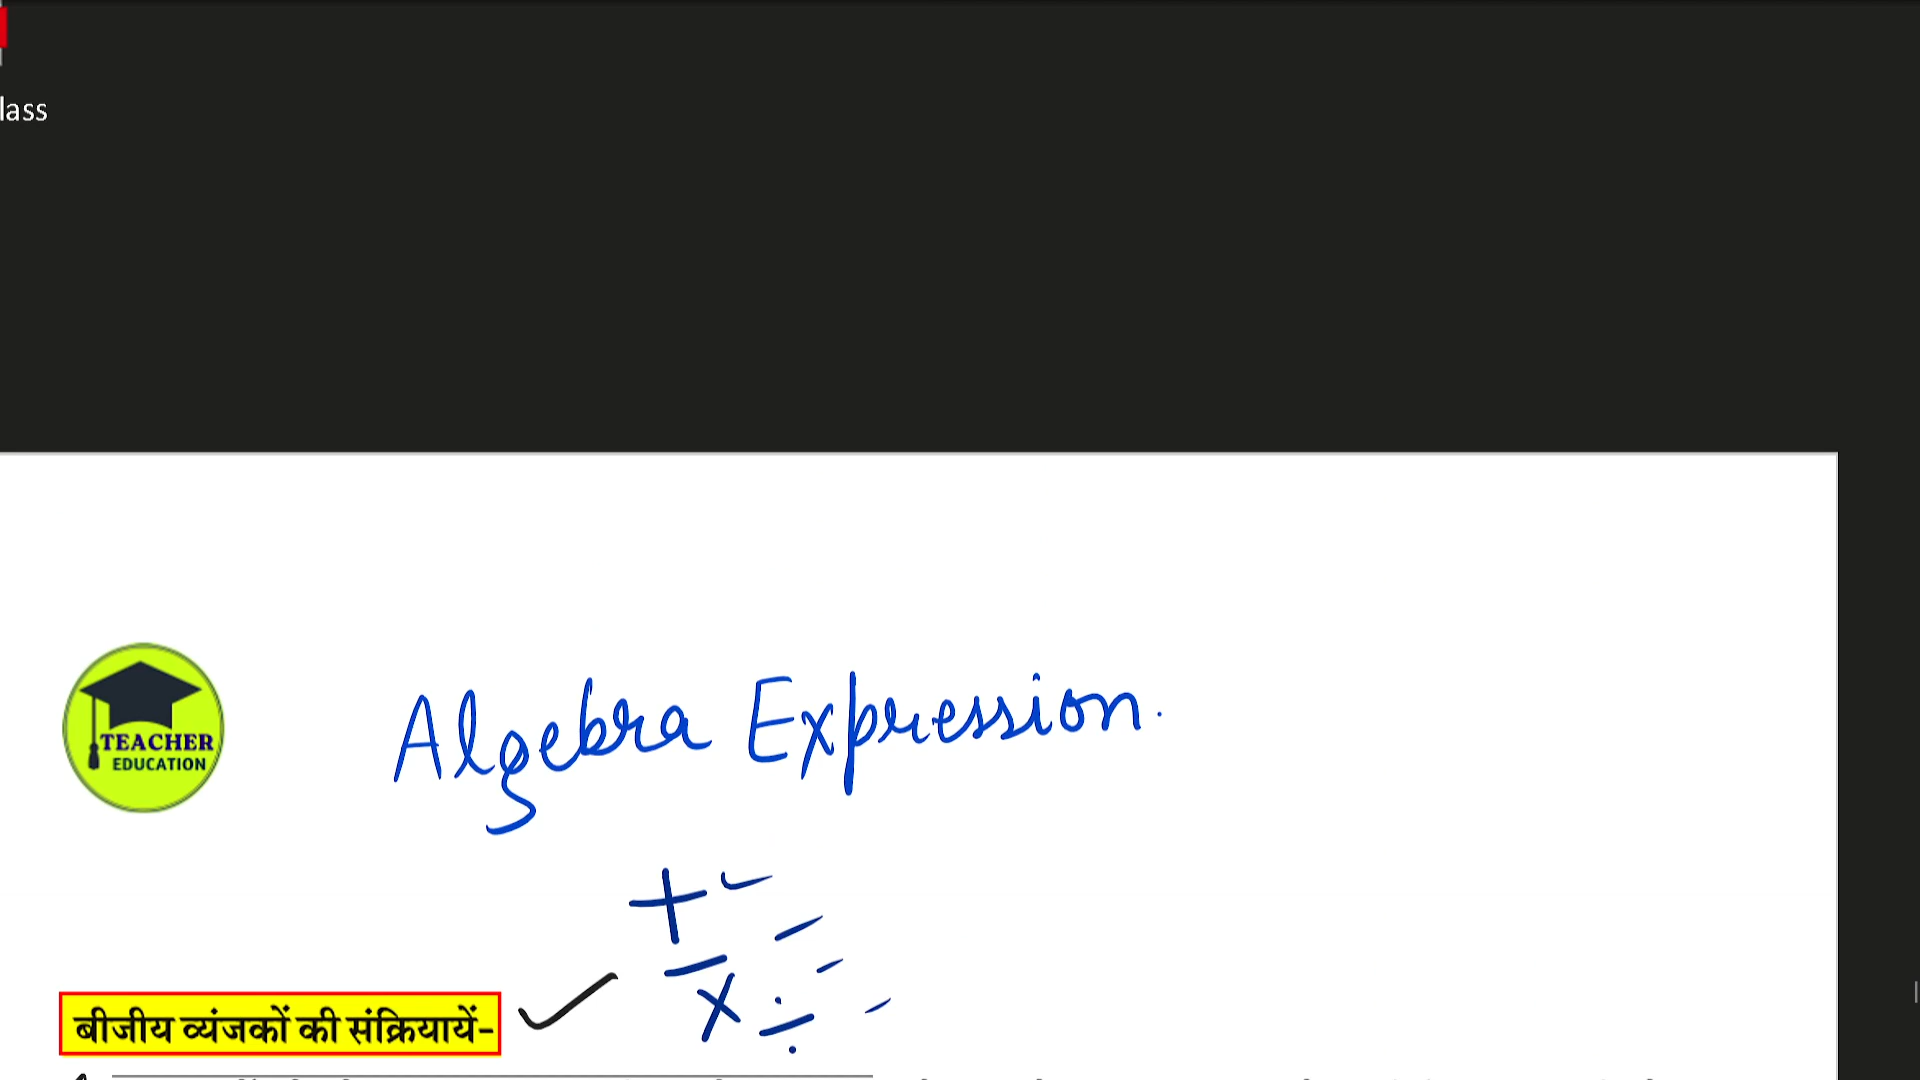 lass
Algebra Expression.
TEACHER
EDUCATION
+
-
x ÷
बीजीय व्यंजकों की संक्रियायें-